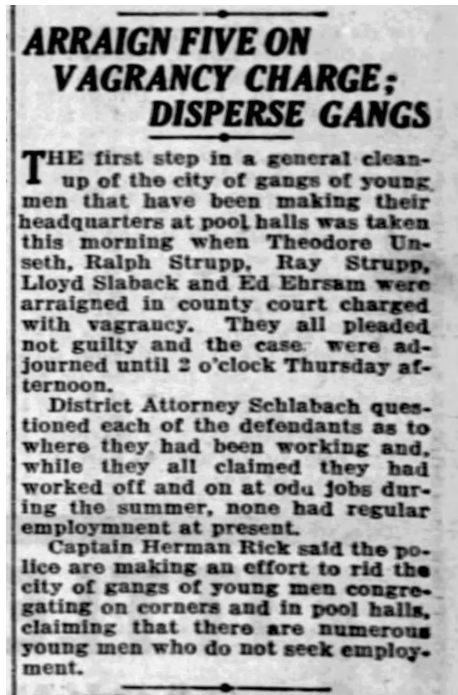 ARRAIGN FIVE ON
VAGRANCY CHARGE;
DISPERSE GANGS
THE first step in a general clean-
up of the city of gangs of young
men that have been making their
headquarters at pool halls was taken
this morning when Theodore Un-
seth, Ralph Strupp, Ray Strupp,
Lloyd Slaback and Ed Ehrsam were
arraigned in county court charged
with vagrancy. They all pleaded
not guilty and the case were ad-
journed until 2 o'clock Thursday af-
ternoon.
District Attorney Schlabach ques-
tioned each of the defendants as to
where they had been working and,
while they all claimed they had
worked off and on at odu jobs dur-
ing the summer, none had regular
employmnent at present.
Captain Herman Rick said the po-
lice are making an effort to rid the
city of gangs of young men congre-
gating on corners and in pool halls,
claiming that there are numerous
young men who do not seek employ-
ment.